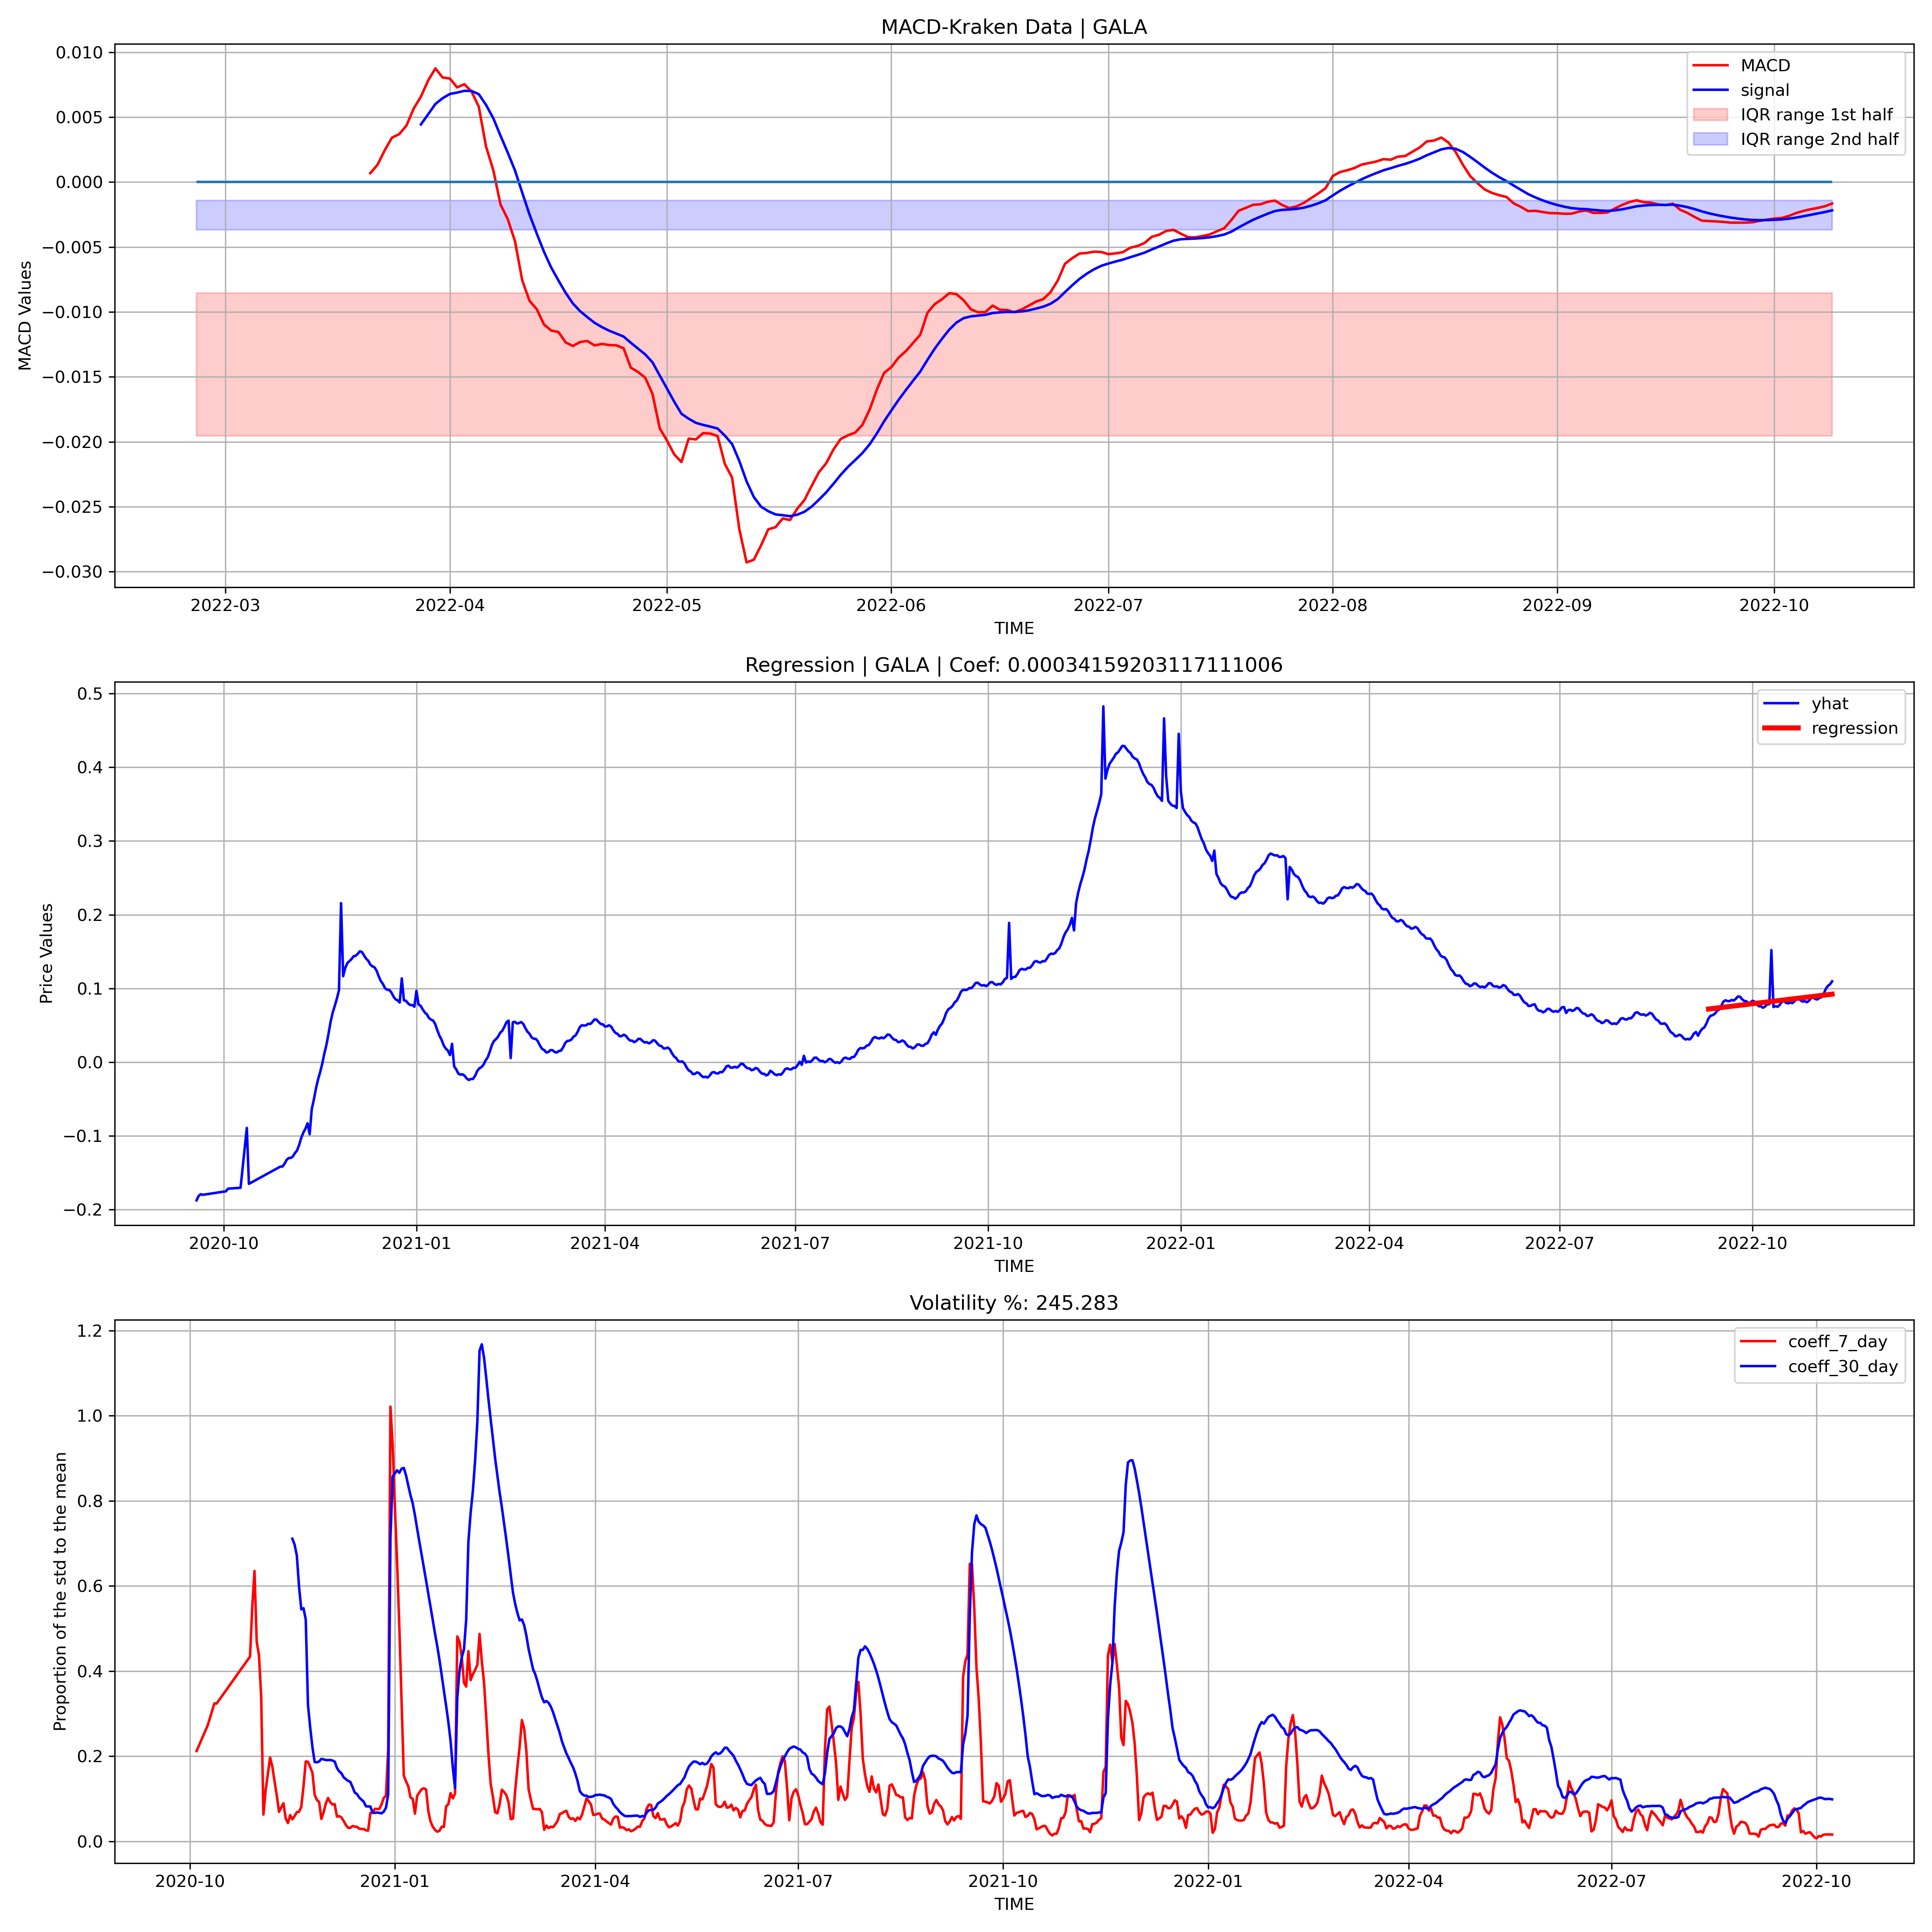 MACD-Kraken Data | GALA
0.010
0.005
0.000
−0.005
−0.010
−0.015
−0.020
−0.025
−0.030
MACD Values
MACD
signal
IQR range 1st half
IQR range 2nd half
2022-03 2022-04 2022-05 2022-06 2022-07 2022-08 2022-09 2022-10
TIME
Regression | GALA | Coef: 0.00034159203117111006
0.5
0.4
0.3
0.2
0.1
0.0
−0.1
−0.2
Price Values
yhat
regression
2020-10 2021-01 2021-04 2021-07 2021-10 2022-01 2022-04 2022-07 2022-10
TIME
Volatility %: 245.283
1.2
1.0
0.8
0.6
0.4
0.2
0.0
Proportion of the std to the mean
coeff_7_day
coeff_30_day
2020-10 2021-01 2021-04 2021-07 2021-10 2022-01 2022-04 2022-07 2022-10
TIME